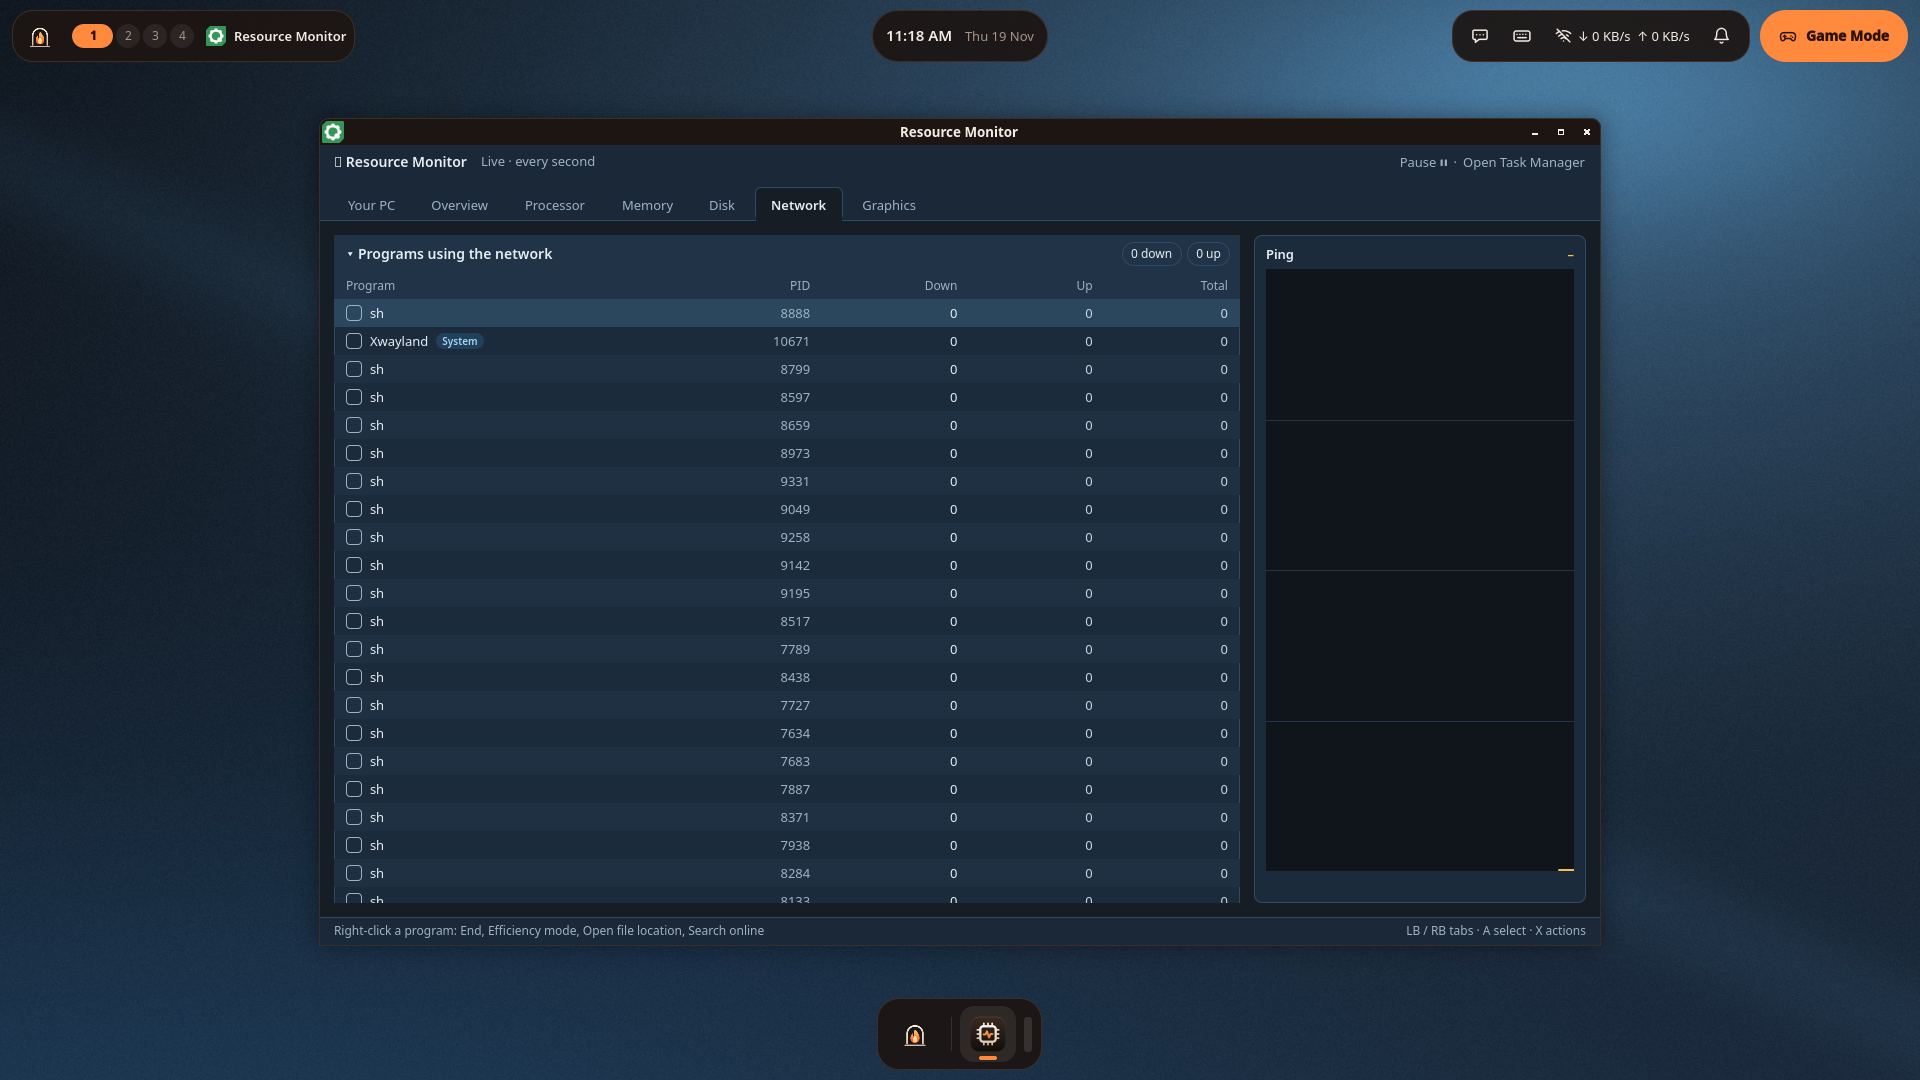 1 2 3 4 Resource Monitor
11:18 AM Thu 19 Nov
↓ 0 KB/s ↑ 0 KB/s
Game Mode
Resource Monitor
Resource Monitor Live · every second
Pause ⏸ · Open Task Manager
Your PC Overview Processor Memory Disk Network Graphics
▾ Programs using the network 0 down 0 up
Program PID Down Up Total
sh 8888 0 0 0
Xwayland System 10671 0 0 0
sh 8799 0 0 0
sh 8597 0 0 0
sh 8659 0 0 0
sh 8973 0 0 0
sh 9331 0 0 0
sh 9049 0 0 0
sh 9258 0 0 0
sh 9142 0 0 0
sh 9195 0 0 0
sh 8517 0 0 0
sh 7789 0 0 0
sh 8438 0 0 0
sh 7727 0 0 0
sh 7634 0 0 0
sh 7683 0 0 0
sh 7887 0 0 0
sh 8371 0 0 0
sh 7938 0 0 0
sh 8284 0 0 0
sh 8133 0 0 0
Ping –
Right-click a program: End, Efficiency mode, Open file location, Search online
LB / RB tabs · A select · X actions